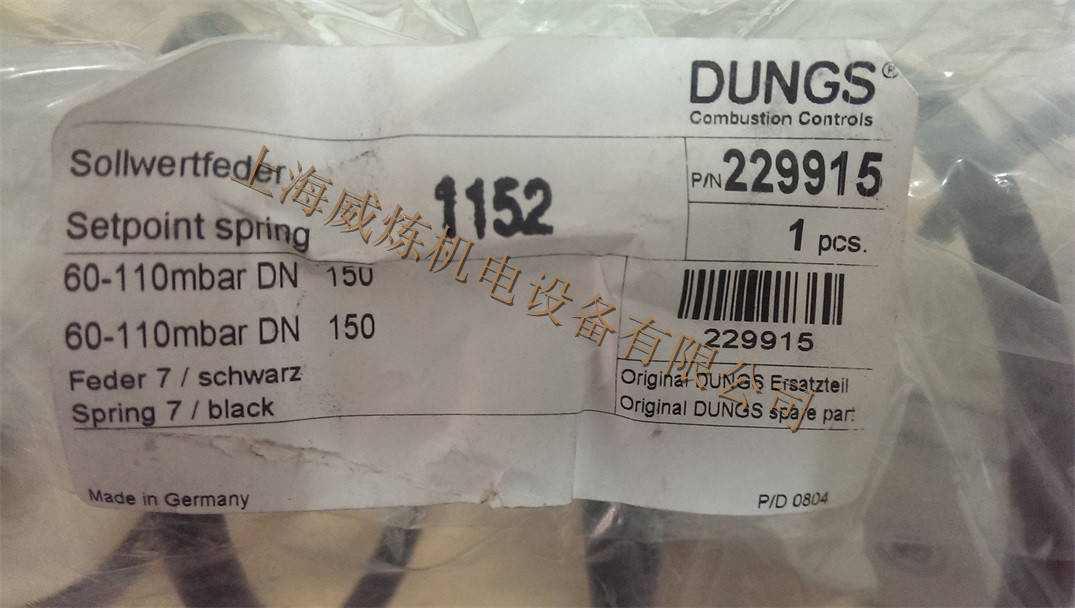 DUNGS®
Combustion Controls
Sollwertfeder
Setpoint spring
1152
P/N 229915
1 pcs.
60-110mbar DN 150
60-110mbar DN 150
Feder 7 / schwarz
Spring 7 / black
229915
Original DUNGS Ersatzteil
Original DUNGS spare part
Made in Germany
P/D 0804
上海威炼机电设备有限公司